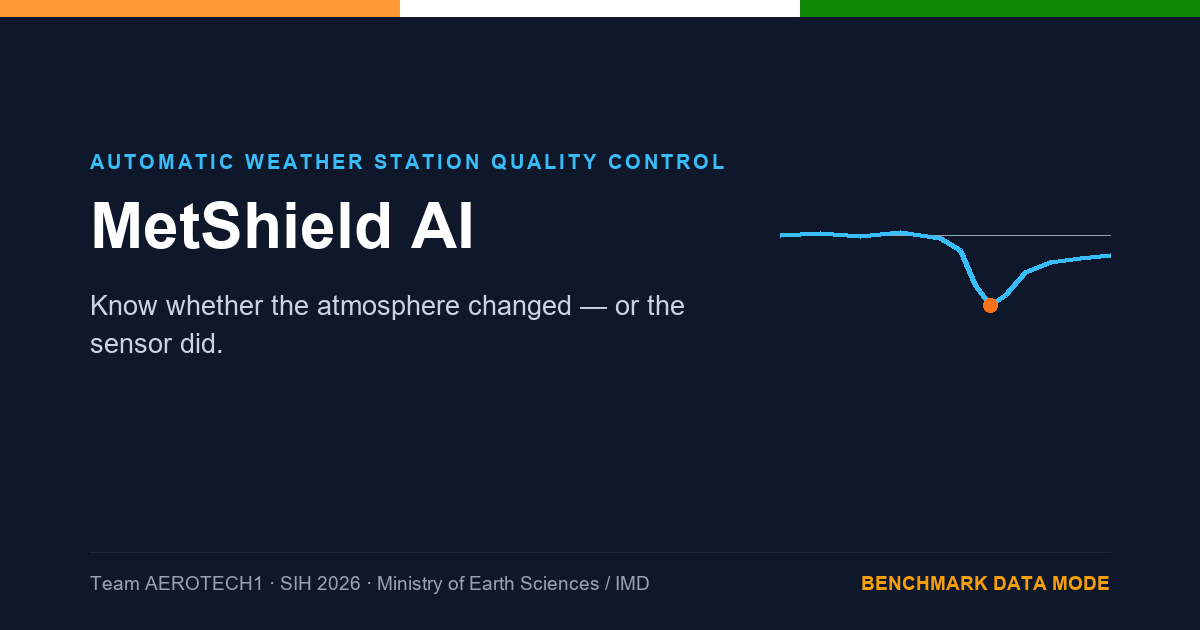 AUTOMATIC WEATHER STATION QUALITY CONTROL
MetShield AI
Know whether the atmosphere changed — or the
sensor did.
Team AEROTECH1 · SIH 2026 · Ministry of Earth Sciences / IMD
BENCHMARK DATA MODE